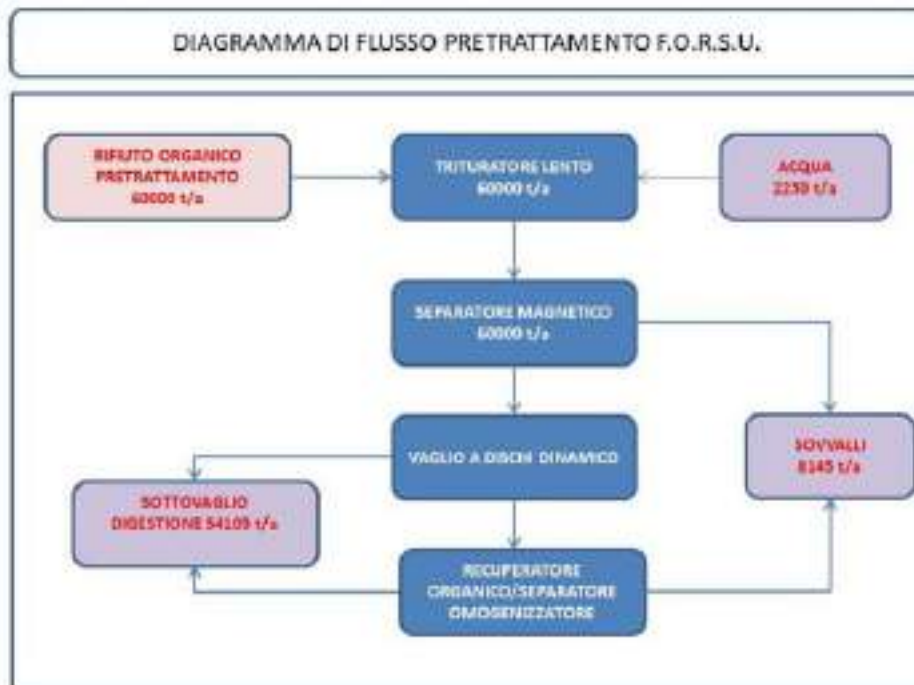 DIAGRAMMA DI FLUSSO PRETRATTAMENTO F.O.R.S.U.
RIFIUTO ORGANICO
PRETRATTAMENTO
60000 t/a
TRITURATORE LENTO
60000 t/a
ACQUA
2250 t/a
SEPARATORE MAGNETICO
60000 t/a
VAGLIO A DISCHI DINAMICO
SOVVALLI
8145 t/a
SOTTOVAGLIO
DIGESTIONE 54105 t/a
RECUPERATORE
ORGANICO/SEPARATORE
OMOGENIZZATORE